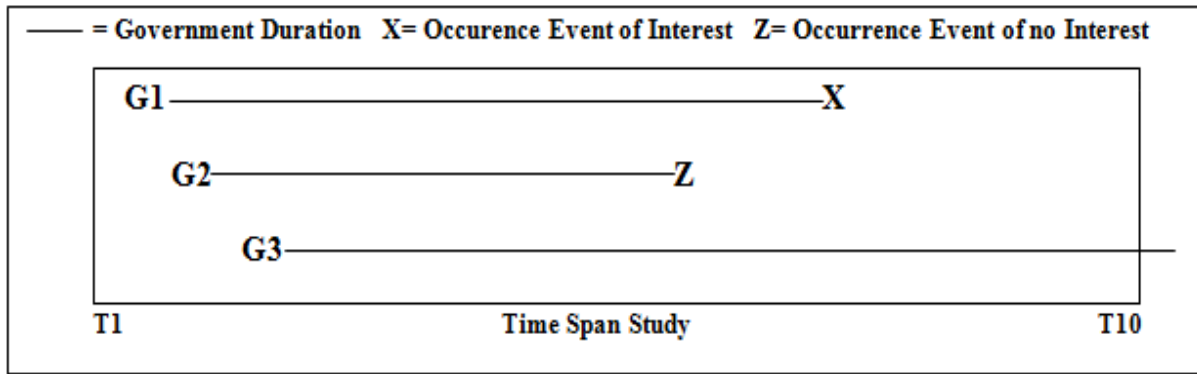 = Government Duration X= Occurence Event of Interest Z= Occurrence Event of no Interest
G1 X
G2 Z
G3
T1 Time Span Study T10